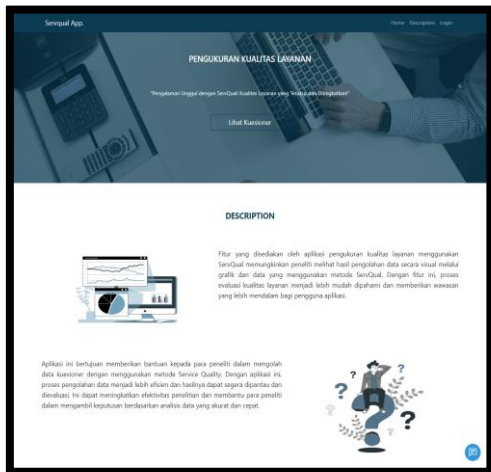 Servqual App.
Home Description Login
PENGUKURAN KUALITAS LAYANAN
"Pengalaman Unggul dengan ServQual: Kualitas Layanan yang Terukur dan Ditingkatkan!"
Lihat Kuesioner
DESCRIPTION
Fitur yang disediakan oleh aplikasi pengukuran kualitas layanan menggunakan
ServQual memungkinkan peneliti melihat hasil pengolahan data secara visual melalui
grafik dan data yang menggunakan metode ServQual. Dengan fitur ini, proses
evaluasi kualitas layanan menjadi lebih mudah dipahami dan memberikan wawasan
yang lebih mendalam bagi pengguna aplikasi.
Aplikasi ini bertujuan memberikan bantuan kepada para peneliti dalam mengolah
data kuesioner dengan menggunakan metode Service Quality. Dengan aplikasi ini,
proses pengolahan data menjadi lebih efisien dan hasilnya dapat segera dipantau dan
dievaluasi. Ini dapat meningkatkan efektivitas penelitian dan membantu para peneliti
dalam mengambil keputusan berdasarkan analisis data yang akurat dan cepat.